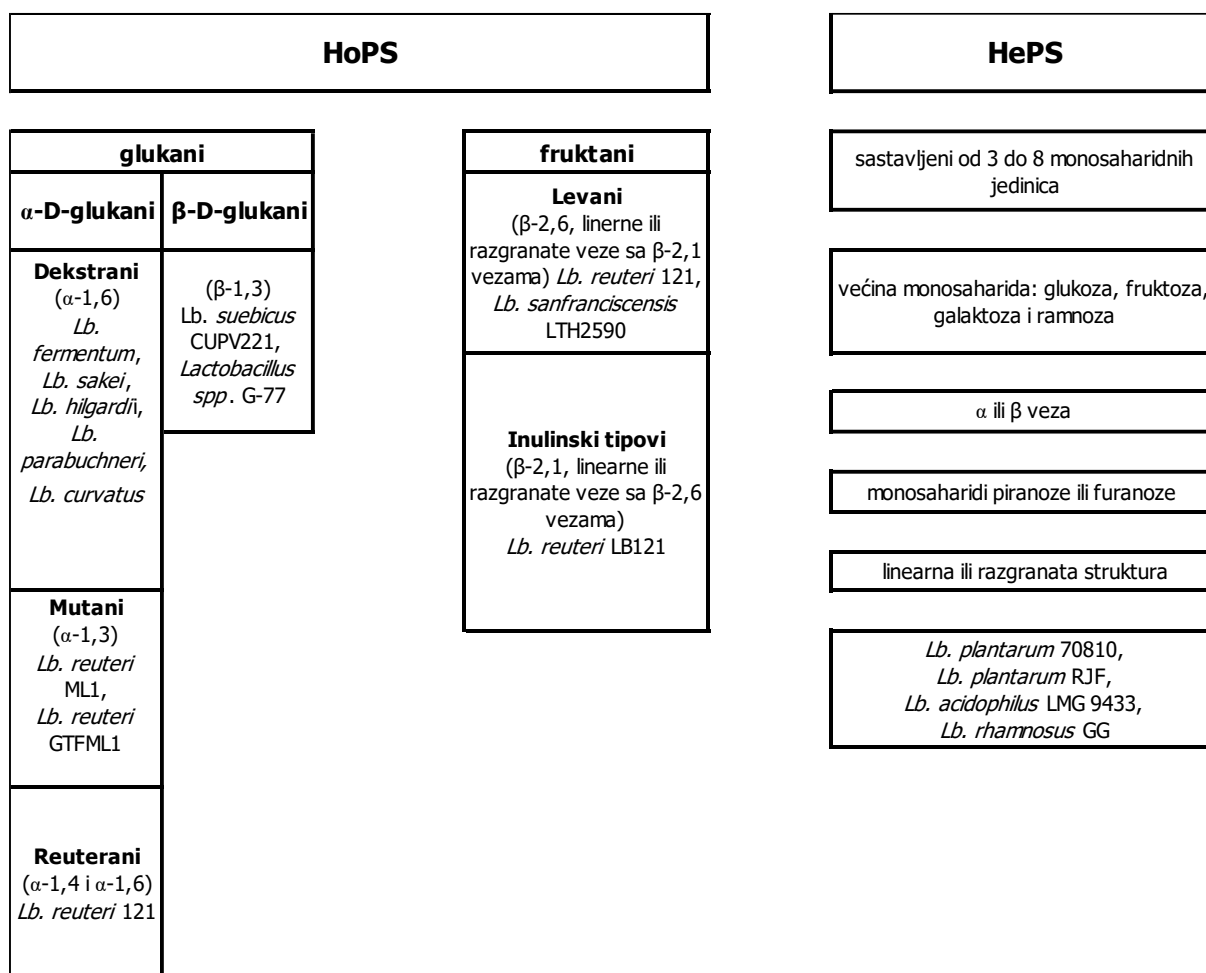 HoPS
HePS
glukani
α-D-glukani
β-D-glukani
Dekstrani
(α-1,6)
Lb.
fermentum,
Lb. sakei,
Lb. hilgardii,
Lb.
parabuchneri,
Lb. curvatus
(β-1,3)
Lb. suebicus
CUPV221,
Lactobacillus
spp. G-77
Mutani
(α-1,3)
Lb. reuteri
ML1,
Lb. reuteri
GTFML1
Reuterani
(α-1,4 i α-1,6)
Lb. reuteri 121
fruktani
Levani
(β-2,6, linerne ili
razgranate veze sa β-2,1
vezama) Lb. reuteri 121,
Lb. sanfranciscensis
LTH2590
Inulinski tipovi
(β-2,1, linearne ili
razgranate veze sa β-2,6
vezama)
Lb. reuteri LB121
sastavljeni od 3 do 8 monosaharidnih
jedinica
većina monosaharida: glukoza, fruktoza,
galaktoza i ramnoza
α ili β veza
monosaharidi piranoze ili furanoze
linearna ili razgranata struktura
Lb. plantarum 70810,
Lb. plantarum RJF,
Lb. acidophilus LMG 9433,
Lb. rhamnosus GG